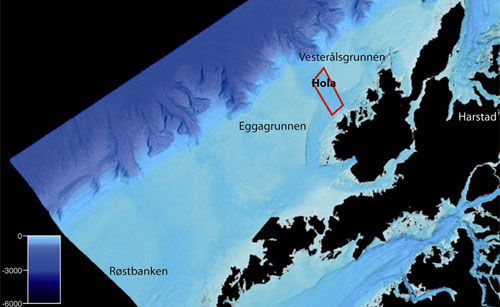 Vesterålsgrunnen
Hola
Harstad
Eggagrunnen
0
-3000
-6000
Røstbanken